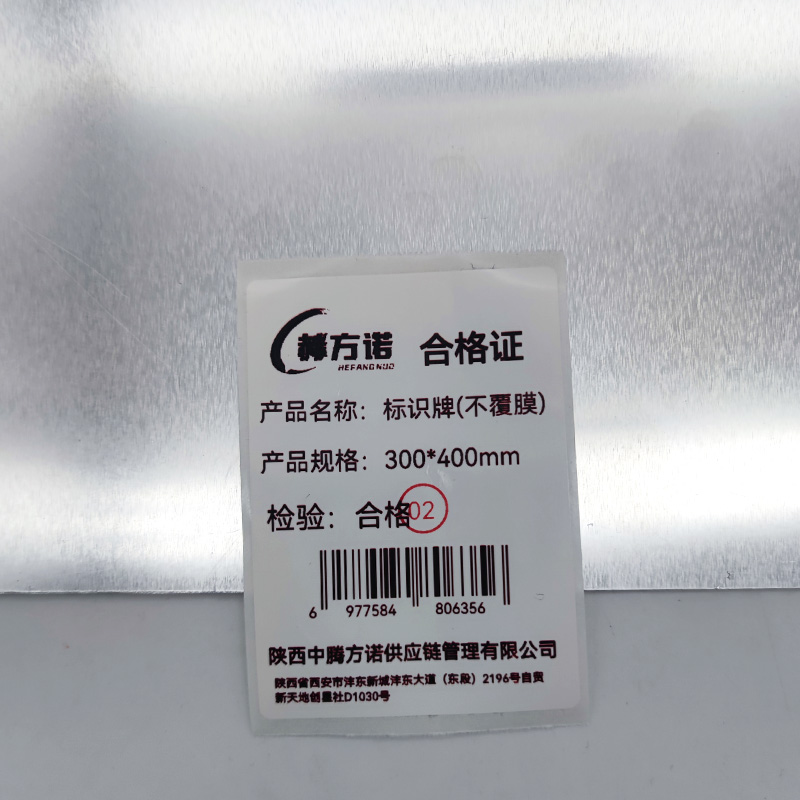 赫方诺 合格证
HEFANGNUO
产品名称：标识牌(不覆膜)
产品规格：300*400mm
检验：合格 02
6 977584 806356
陕西中腾方诺供应链管理有限公司
陕西省西安市沣东新城沣东大道（东段）2196号自贸
新天地创星社D1030号